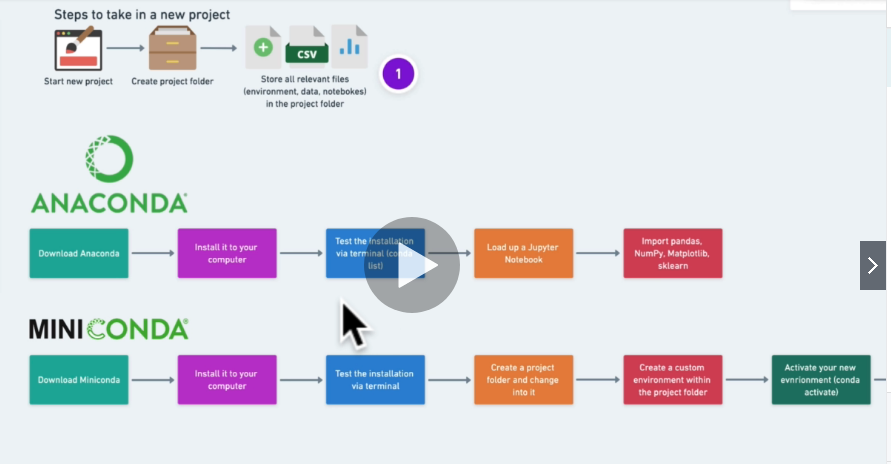 Steps to take in a new project
Start new project
Create project folder
CSV
Store all relevant files
(environment, data, notebokes)
in the project folder
1
ANACONDA®
Download Anaconda
Install it to your
computer
Test the installation
via terminal (conda
list)
Load up a Jupyter
Notebook
Import pandas,
NumPy, Matplotlib,
sklearn
MINICONDA®
Download Miniconda
Install it to your
computer
Test the installation
via terminal
Create a project
folder and change
into it
Create a custom
environment within
the project folder
Activate your new
evnrionment (conda
activate)